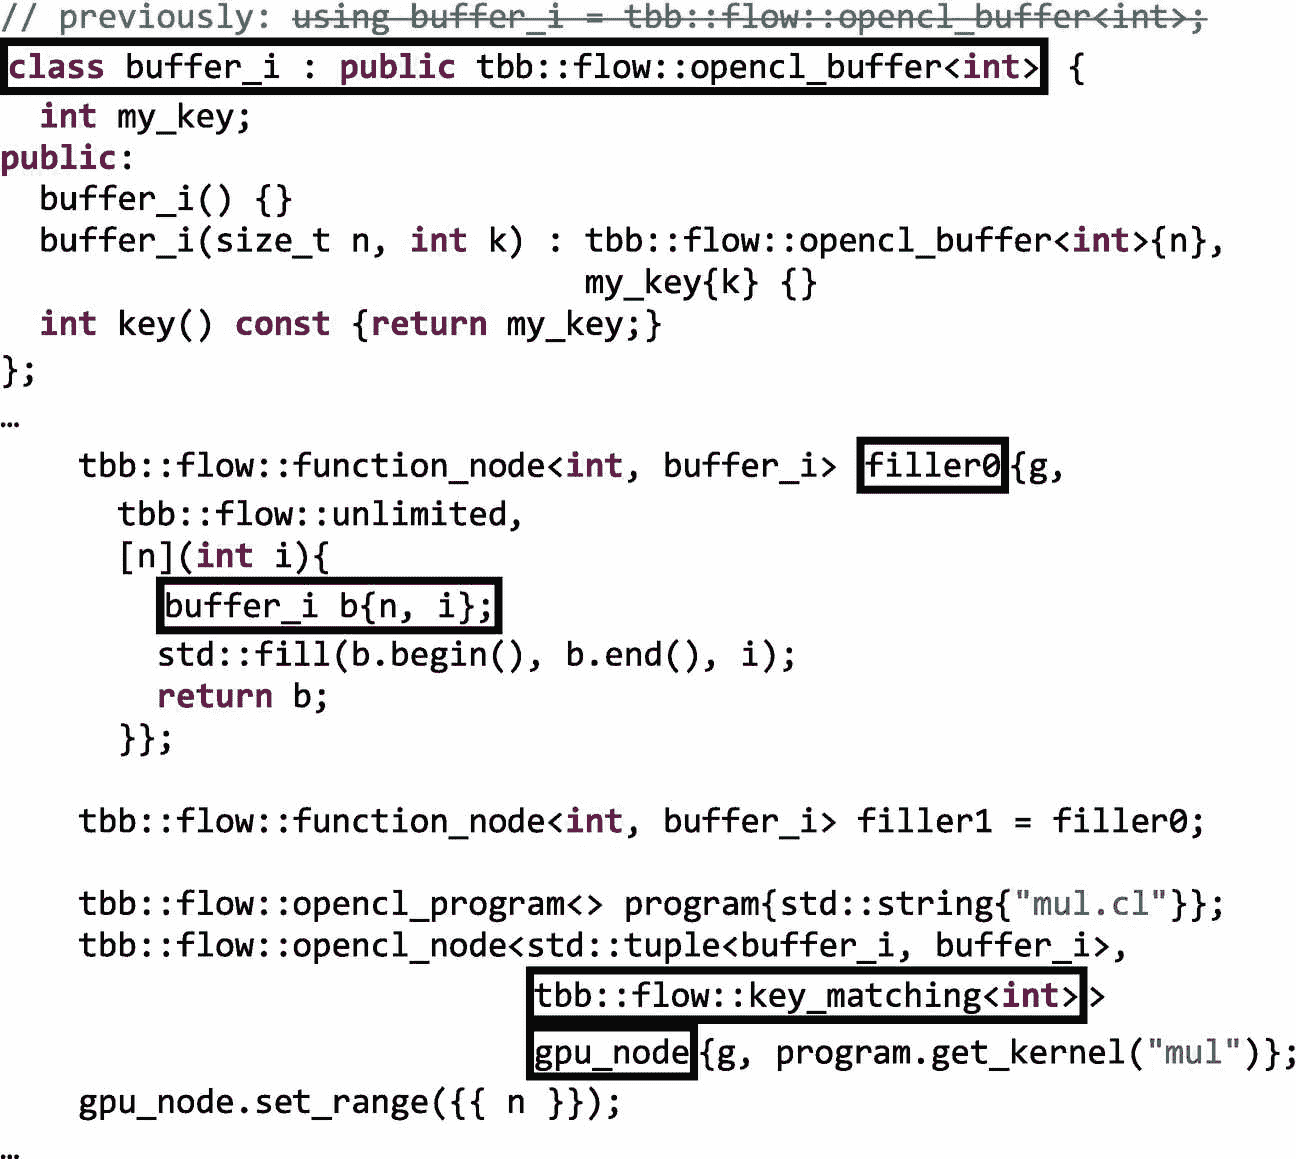 // previously: using buffer_i = tbb::flow::opencl_buffer<int>;
class buffer_i : public tbb::flow::opencl_buffer<int> {
  int my_key;
public:
  buffer_i() {}
  buffer_i(size_t n, int k) : tbb::flow::opencl_buffer<int>{n},
                              my_key{k} {}
  int key() const {return my_key;}
};
…
    tbb::flow::function_node<int, buffer_i> filler0{g,
      tbb::flow::unlimited,
      [n](int i){
        buffer_i b{n, i};
        std::fill(b.begin(), b.end(), i);
        return b;
      }};
    tbb::flow::function_node<int, buffer_i> filler1 = filler0;
    tbb::flow::opencl_program<> program{std::string{"mul.cl"}};
    tbb::flow::opencl_node<std::tuple<buffer_i, buffer_i>,
                           tbb::flow::key_matching<int>>
                           gpu_node{g, program.get_kernel("mul")};
    gpu_node.set_range({{ n }});
…